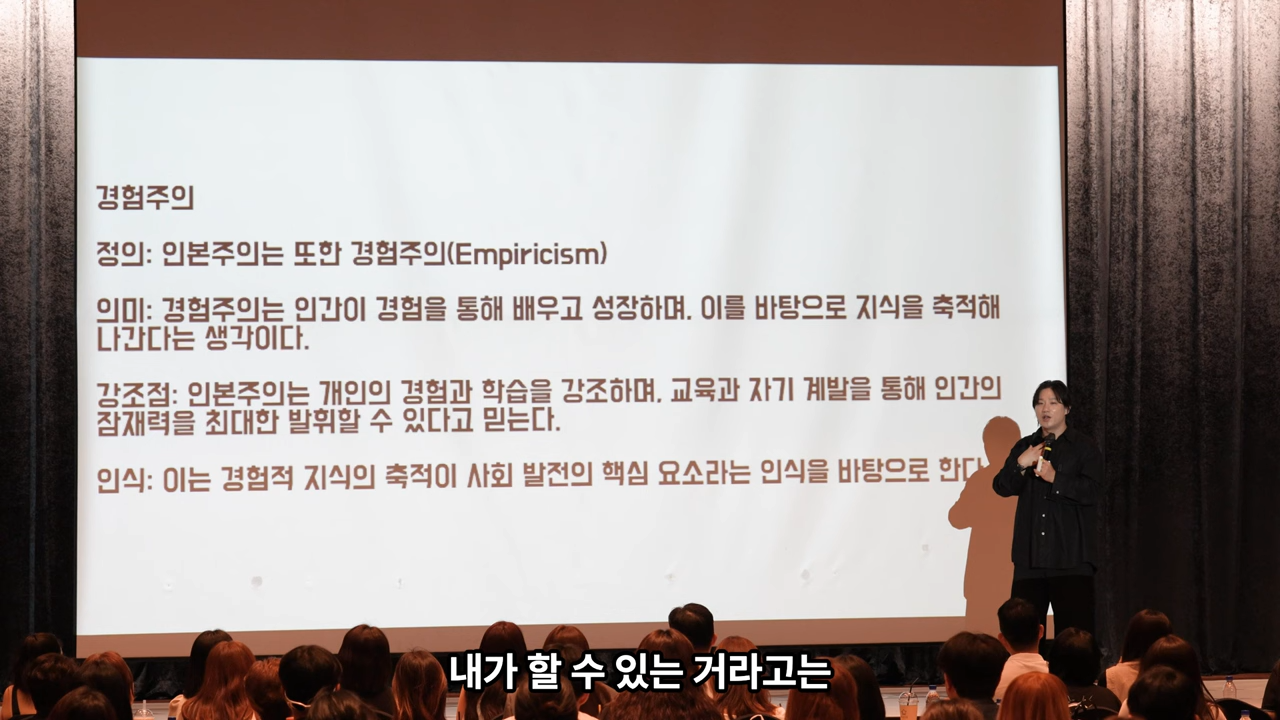 경험주의
정의: 인본주의는 또한 경험주의(Empiricism)
의미: 경험주의는 인간이 경험을 통해 배우고 성장하며, 이를 바탕으로 지식을 축적해
나간다는 생각이다.
강조점: 인본주의는 개인의 경험과 학습을 강조하며, 교육과 자기 계발을 통해 인간의
잠재력을 최대한 발휘할 수 있다고 믿는다.
인식: 이는 경험적 지식의 축적이 사회 발전의 핵심 요소라는 인식을 바탕으로 한다
내가 할 수 있는 거라고는